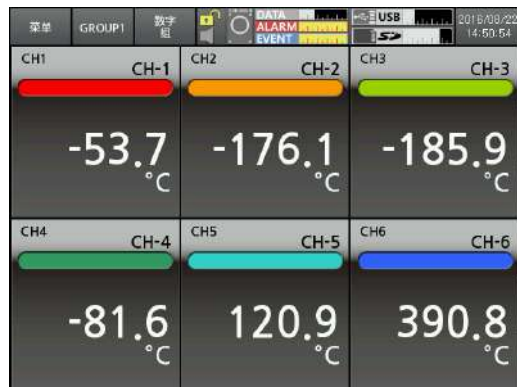 菜单 GROUP1 数字组 DATA ALARM EVENT USB SD 2016/08/22 14:50:54
CH1 CH-1
-53.7 °C
CH2 CH-2
-176.1 °C
CH3 CH-3
-185.9 °C
CH4 CH-4
-81.6 °C
CH5 CH-5
120.9 °C
CH6 CH-6
390.8 °C